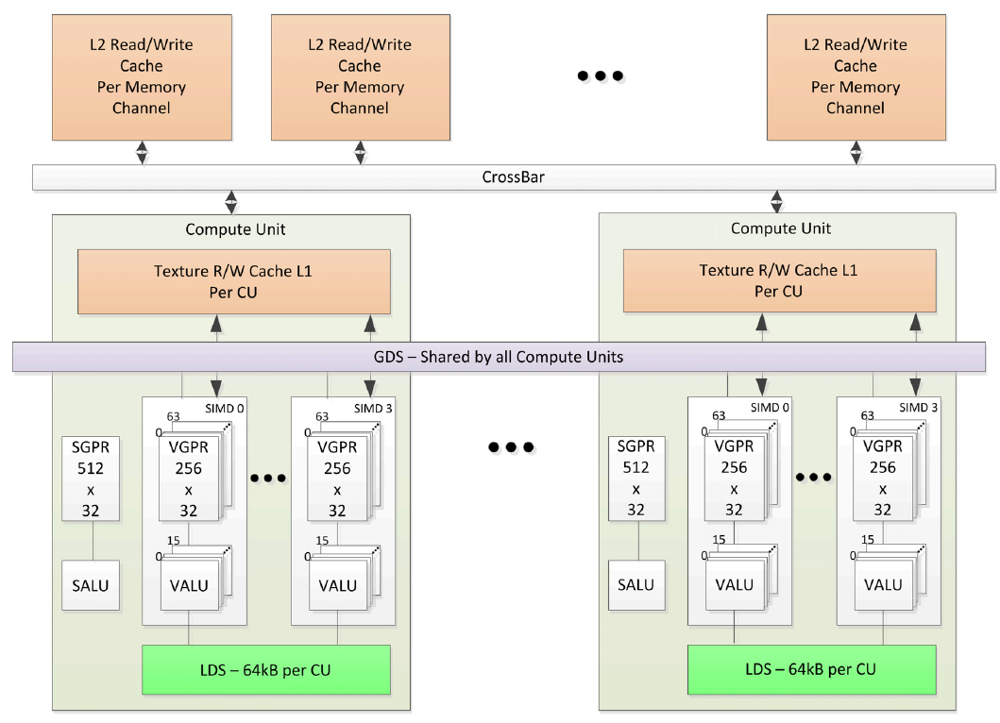 L2 Read/Write
Cache
Per Memory
Channel
L2 Read/Write
Cache
Per Memory
Channel
L2 Read/Write
Cache
Per Memory
Channel
CrossBar
Compute Unit
Texture R/W Cache L1
Per CU
Compute Unit
Texture R/W Cache L1
Per CU
GDS – Shared by all Compute Units
SGPR
512
x
32
SALU
SIMD 0
63
0
VGPR
256
x
32
15
0
VALU
SIMD 3
63
0
VGPR
256
x
32
15
0
VALU
LDS – 64kB per CU
SGPR
512
x
32
SALU
SIMD 0
63
0
VGPR
256
x
32
15
0
VALU
SIMD 3
63
0
VGPR
256
x
32
15
0
VALU
LDS – 64kB per CU